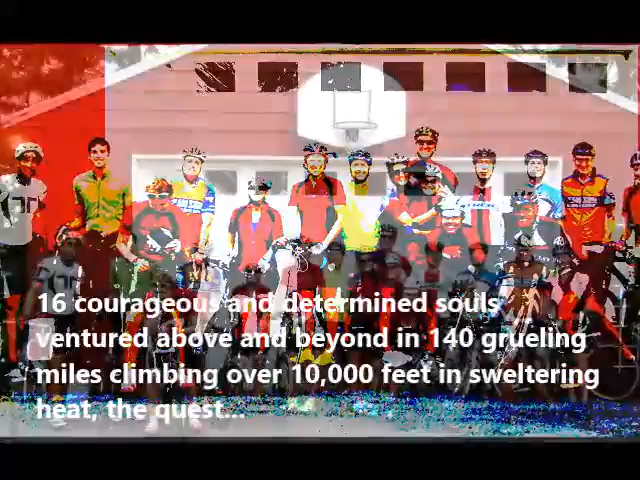 16 courageous and determined souls
ventured above and beyond in 140 grueling
miles climbing over 10,000 feet in sweltering
heat, the quest...